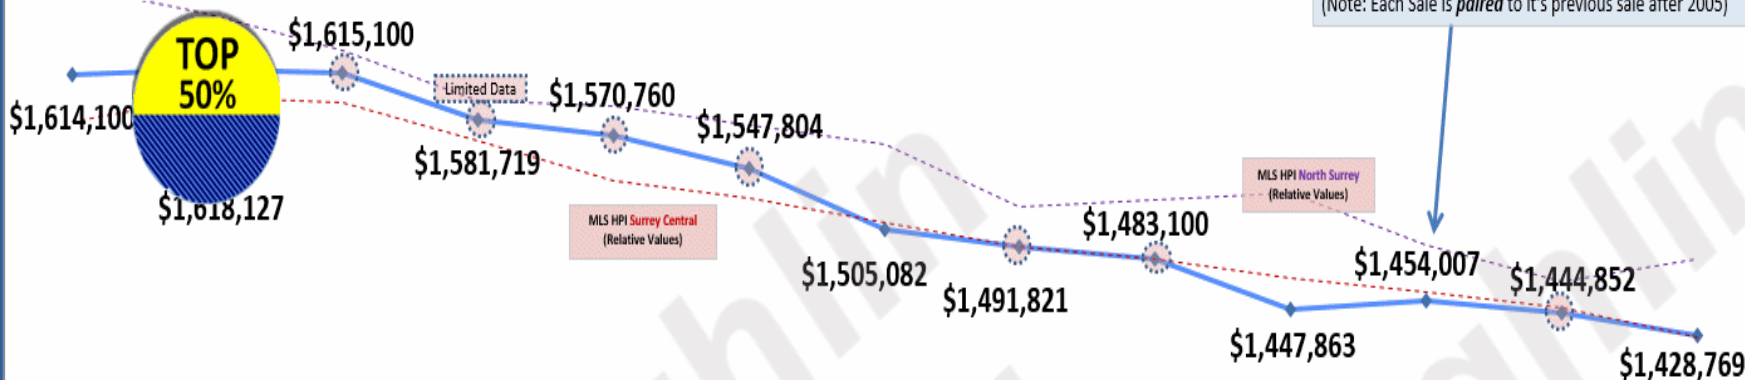 (Note: Each Sale is paired to it's previous sale after 2005)
TOP
50%
$1,615,100
Limited Data
$1,570,760
$1,614,100
$1,547,804
$1,581,719
MLS HPI North Surrey
(Relative Values)
$1,618,127
MLS HPI Surrey Central
(Relative Values)
$1,483,100
$1,505,082
$1,454,007
$1,444,852
$1,491,821
$1,447,863
$1,428,769